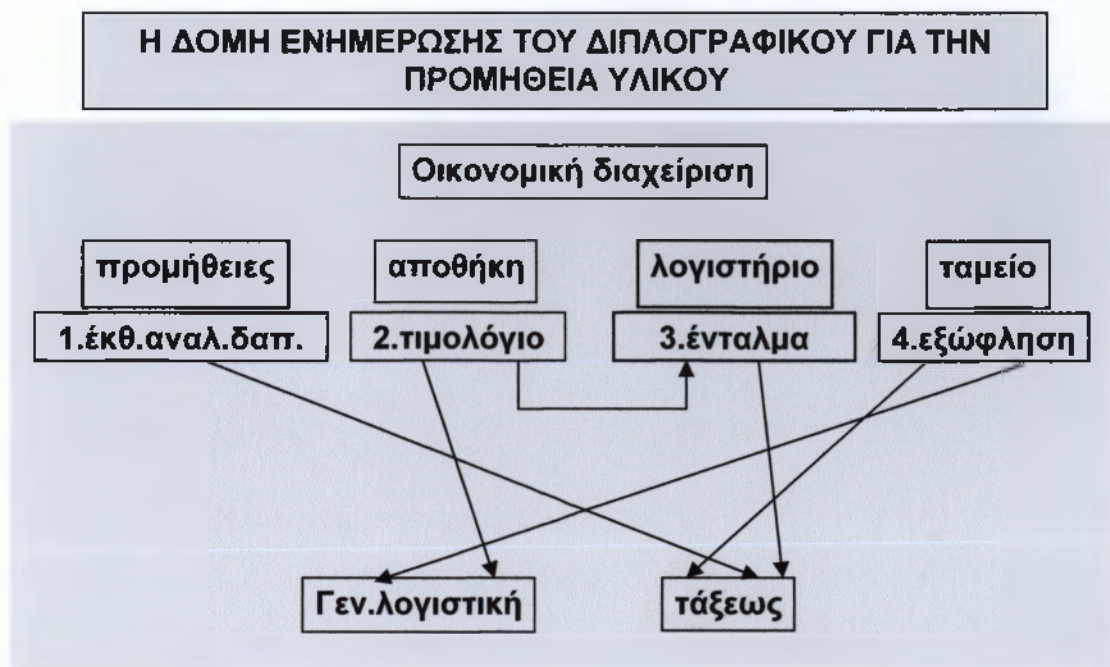 Η ΔΟΜΗ ΕΝΗΜΕΡΩΣΗΣ ΤΟΥ ΔΙΠΛΟΓΡΑΦΙΚΟΥ ΓΙΑ ΤΗΝ
ΠΡΟΜΗΘΕΙΑ ΥΛΙΚΟΥ
Οικονομική διαχείριση
προμήθειες
αποθήκη
λογιστήριο
ταμείο
1.έκθ.αναλ.δαπ.
2.τιμολόγιο
3.ένταλμα
4.εξώφληση
Γεν.λογιστική
τάξεως